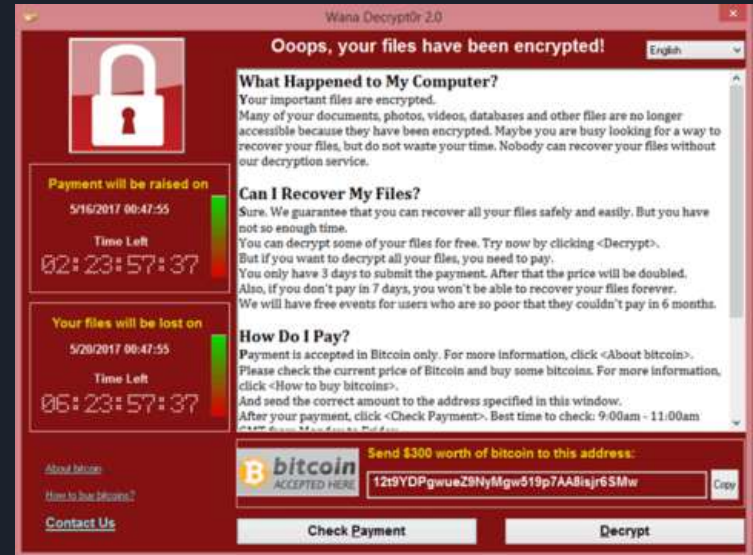 Wana Decrypt0r 2.0
Ooops, your files have been encrypted!
English
What Happened to My Computer?
Your important files are encrypted.
Many of your documents, photos, videos, databases and other files are no longer
accessible because they have been encrypted. Maybe you are busy looking for a way to
recover your files, but do not waste your time. Nobody can recover your files without
our decryption service.
Can I Recover My Files?
Sure. We guarantee that you can recover all your files safely and easily. But you have
not so enough time.
You can decrypt some of your files for free. Try now by clicking <Decrypt>.
But if you want to decrypt all your files, you need to pay.
You only have 3 days to submit the payment. After that the price will be doubled.
Also, if you don't pay in 7 days, you won't be able to recover your files forever.
We will have free events for users who are so poor that they couldn't pay in 6 months.
How Do I Pay?
Payment is accepted in Bitcoin only. For more information, click <About bitcoin>.
Please check the current price of Bitcoin and buy some bitcoins. For more information,
click <How to buy bitcoins>.
And send the correct amount to the address specified in this window.
After your payment, click <Check Payment>. Best time to check: 9:00am - 11:00am
GMT from Monday to Friday.
Payment will be raised on
5/16/2017 00:47:55
Time Left
02:23:57:37
Your files will be lost on
5/20/2017 00:47:55
Time Left
06:23:57:37
About bitcoin
How to buy bitcoins?
Contact Us
bitcoin
ACCEPTED HERE
Send $300 worth of bitcoin to this address:
12t9YDPgwueZ9NyMgw519p7AA8isjr6SMw
Copy
Check Payment
Decrypt